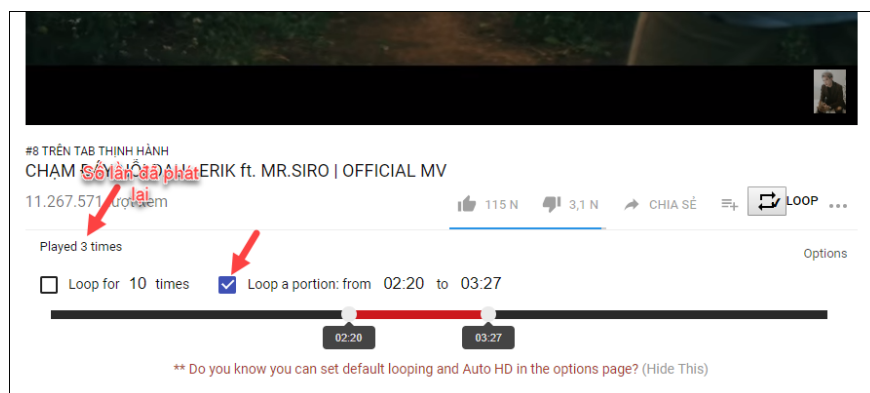 #8 TRÊN TAB THỊNH HÀNH
CHẠM ERIK ft. MR.SIRO | OFFICIAL MV
Số lần đã phát
lại
11.267.571 lượt xem
115 N 3,1 N CHIA SẺ LOOP
Played 3 times
Options
Loop for 10 times Loop a portion: from 02:20 to 03:27
02:20 03:27
** Do you know you can set default looping and Auto HD in the options page? (Hide This)